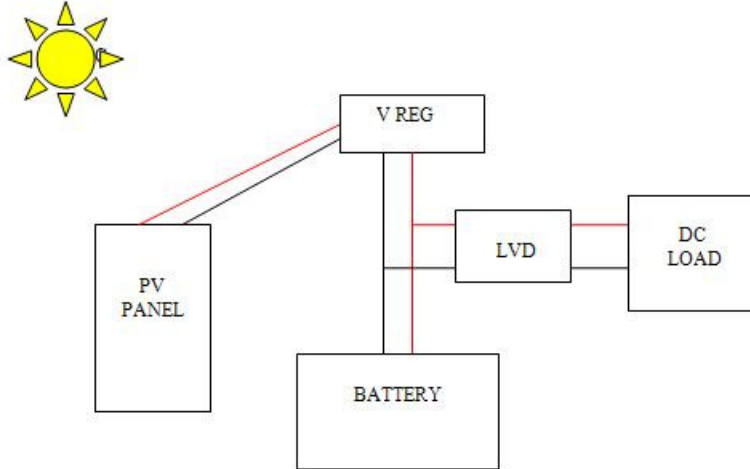 V REG
PV
PANEL
LVD
DC
LOAD
BATTERY